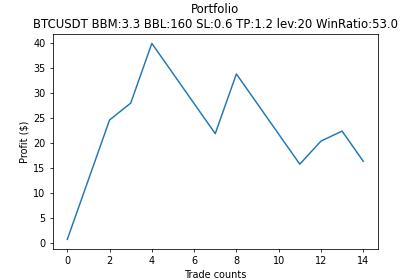 Portfolio
BTCUSDT BBM:3.3 BBL:160 SL:0.6 TP:1.2 lev:20 WinRatio:53.0
40
35
30
25
20
15
10
5
0
Profit ($)
0 2 4 6 8 10 12 14
Trade counts